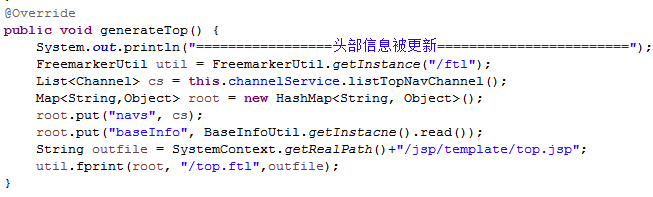 @Override
public void generateTop() {
System.out.println("=================头部信息被更新========================");
FreemarkerUtil util = FreemarkerUtil.getInstance("/ftl");
List<Channel> cs = this.channelService.listTopNavChannel();
Map<String,Object> root = new HashMap<String, Object>();
root.put("navs", cs);
root.put("baseInfo", BaseInfoUtil.getInstacne().read());
String outfile = SystemContext.getRealPath()+"/jsp/template/top.jsp";
util.fprint(root, "/top.ftl",outfile);
}